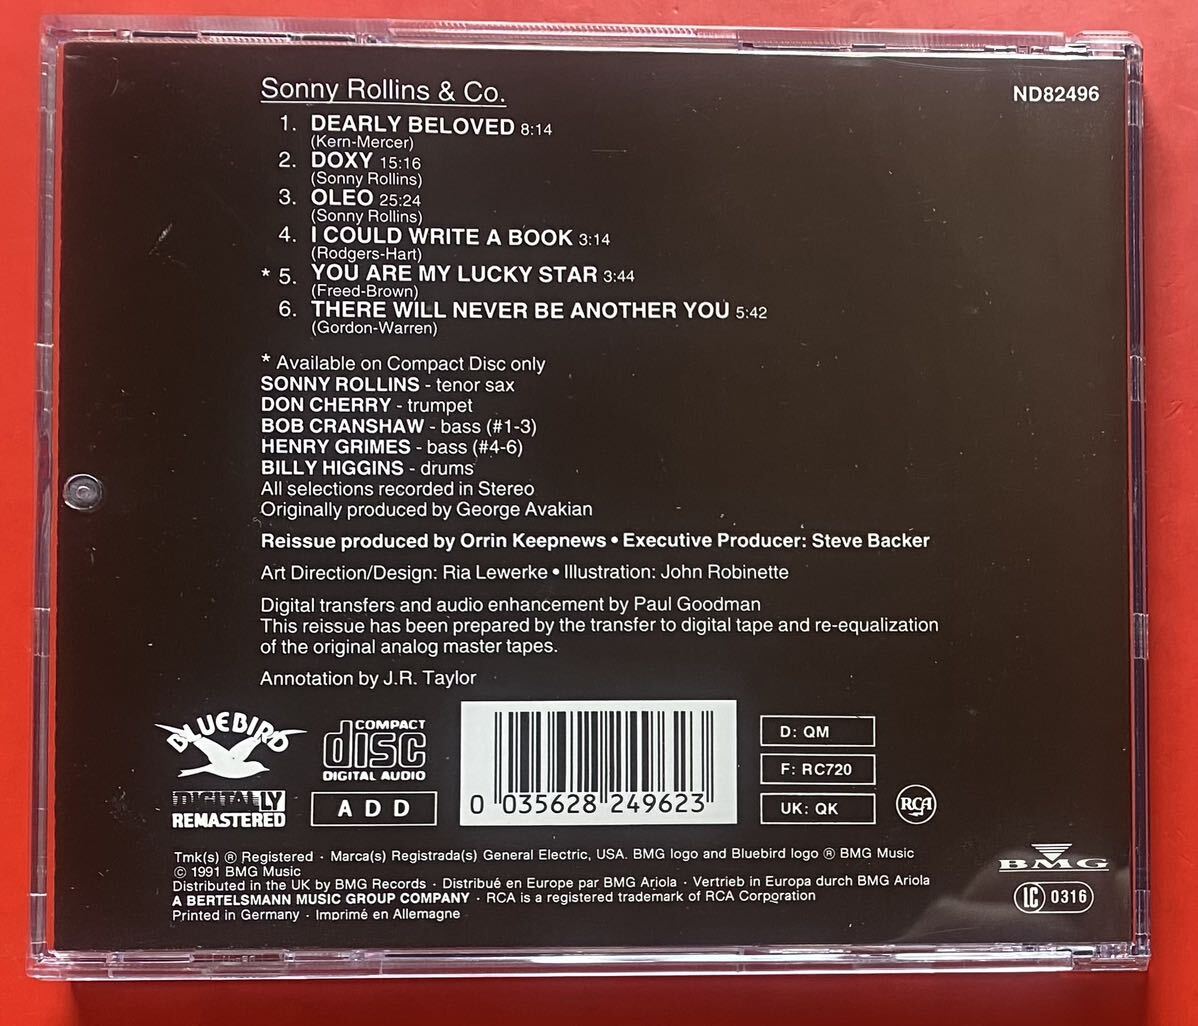 Sonny Rollins & Co.
ND82496
1. DEARLY BELOVED 8:14
(Kern-Mercer)
2. DOXY 15:16
(Sonny Rollins)
3. OLEO 25:24
(Sonny Rollins)
4. I COULD WRITE A BOOK 3:14
(Rodgers-Hart)
* 5. YOU ARE MY LUCKY STAR 3:44
(Freed-Brown)
6. THERE WILL NEVER BE ANOTHER YOU 5:42
(Gordon-Warren)
* Available on Compact Disc only
SONNY ROLLINS - tenor sax
DON CHERRY - trumpet
BOB CRANSHAW - bass (#1-3)
HENRY GRIMES - bass (#4-6)
BILLY HIGGINS - drums
All selections recorded in Stereo
Originally produced by George Avakian
Reissue produced by Orrin Keepnews • Executive Producer: Steve Backer
Art Direction/Design: Ria Lewerke • Illustration: John Robinette
Digital transfers and audio enhancement by Paul Goodman
This reissue has been prepared by the transfer to digital tape and re-equalization
of the original analog master tapes.
Annotation by J.R. Taylor
BLUEBIRD
DIGITALLY
REMASTERED
COMPACT
disc
DIGITAL AUDIO
A D D
0 035628 249623
D: QM
F: RC720
UK: QK
RCA
Tmk(s) ® Registered · Marca(s) Registrada(s) General Electric, USA. BMG logo and Bluebird logo ® BMG Music
© 1991 BMG Music
Distributed in the UK by BMG Records · Distribué en Europe par BMG Ariola · Vertrieb in Europa durch BMG Ariola
A BERTELSMANN MUSIC GROUP COMPANY · RCA is a registered trademark of RCA Corporation
Printed in Germany · Imprimé en Allemagne
BMG
LC 0316